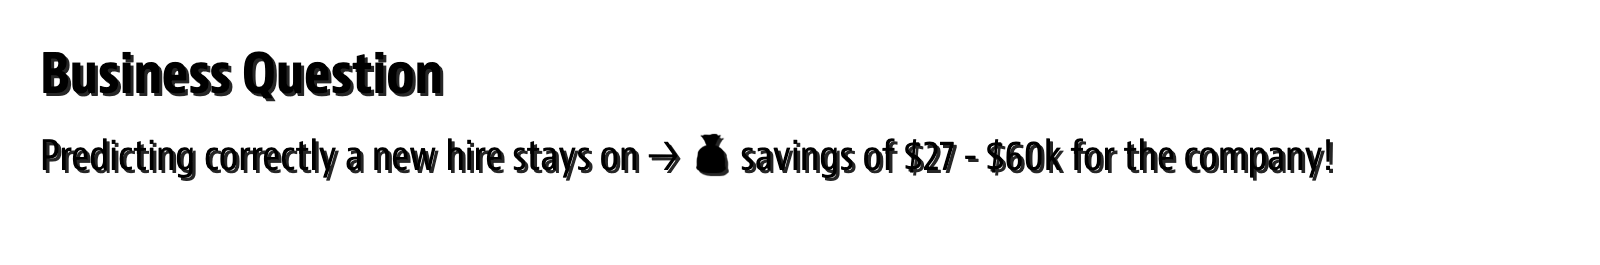 Business Question
Predicting correctly a new hire stays on → 💰 savings of $27 - $60k for the company!